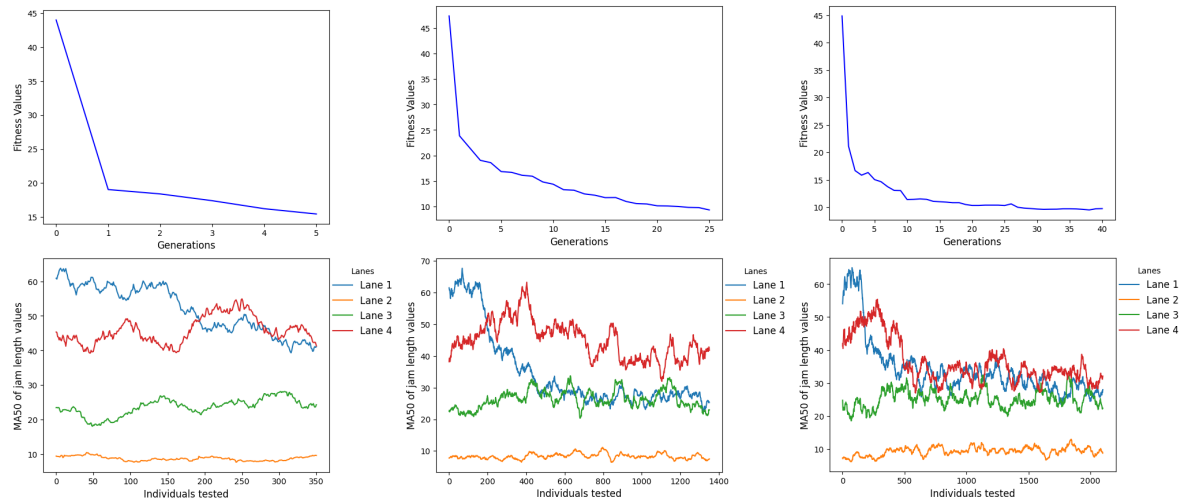 45
40
35
30
25
20
15
Fitness Values
0 1 2 3 4 5
Generations
45
40
35
30
25
20
15
10
Fitness Values
0 5 10 15 20 25
Generations
45
40
35
30
25
20
15
10
Fitness Values
0 5 10 15 20 25 30 35 40
Generations
60
50
40
30
20
10
MA50 of jam length values
0 50 100 150 200 250 300 350
Individuals tested
Lanes
Lane 1
Lane 2
Lane 3
Lane 4
70
60
50
40
30
20
10
MA50 of jam length values
0 200 400 600 800 1000 1200 1400
Individuals tested
Lanes
Lane 1
Lane 2
Lane 3
Lane 4
60
50
40
30
20
10
MA50 of jam length values
0 500 1000 1500 2000
Individuals tested
Lanes
Lane 1
Lane 2
Lane 3
Lane 4